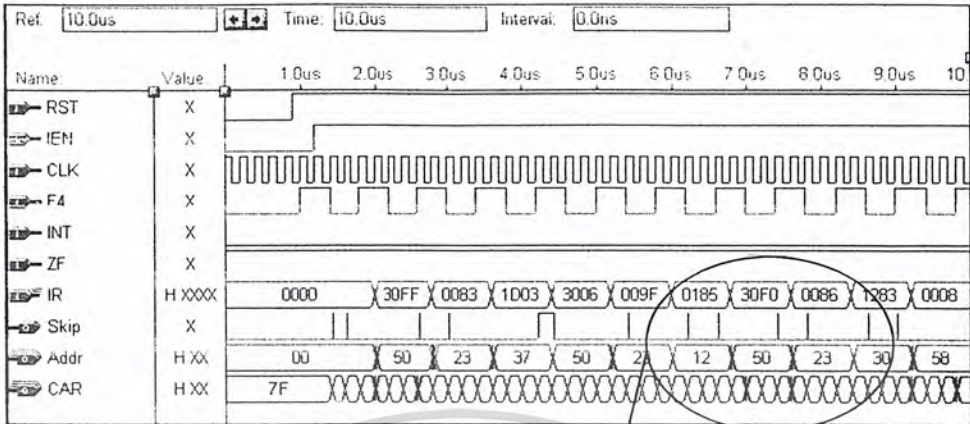 Ref: 10.0us Time: 10.0us Interval: 0.0ns
Name: Value: 1.0us 2.0us 3.0us 4.0us 5.0us 6.0us 7.0us 8.0us 9.0us 10.
RST X
IEN X
CLK X
F4 X
INT X
ZF X
IR H XXXX 0000 30FF 0083 1D03 3006 009F 0185 30F0 0086 1283 0008
Skip X
Addr H XX 00 50 23 37 50 12 50 23 30 58
CAR H XX 7F